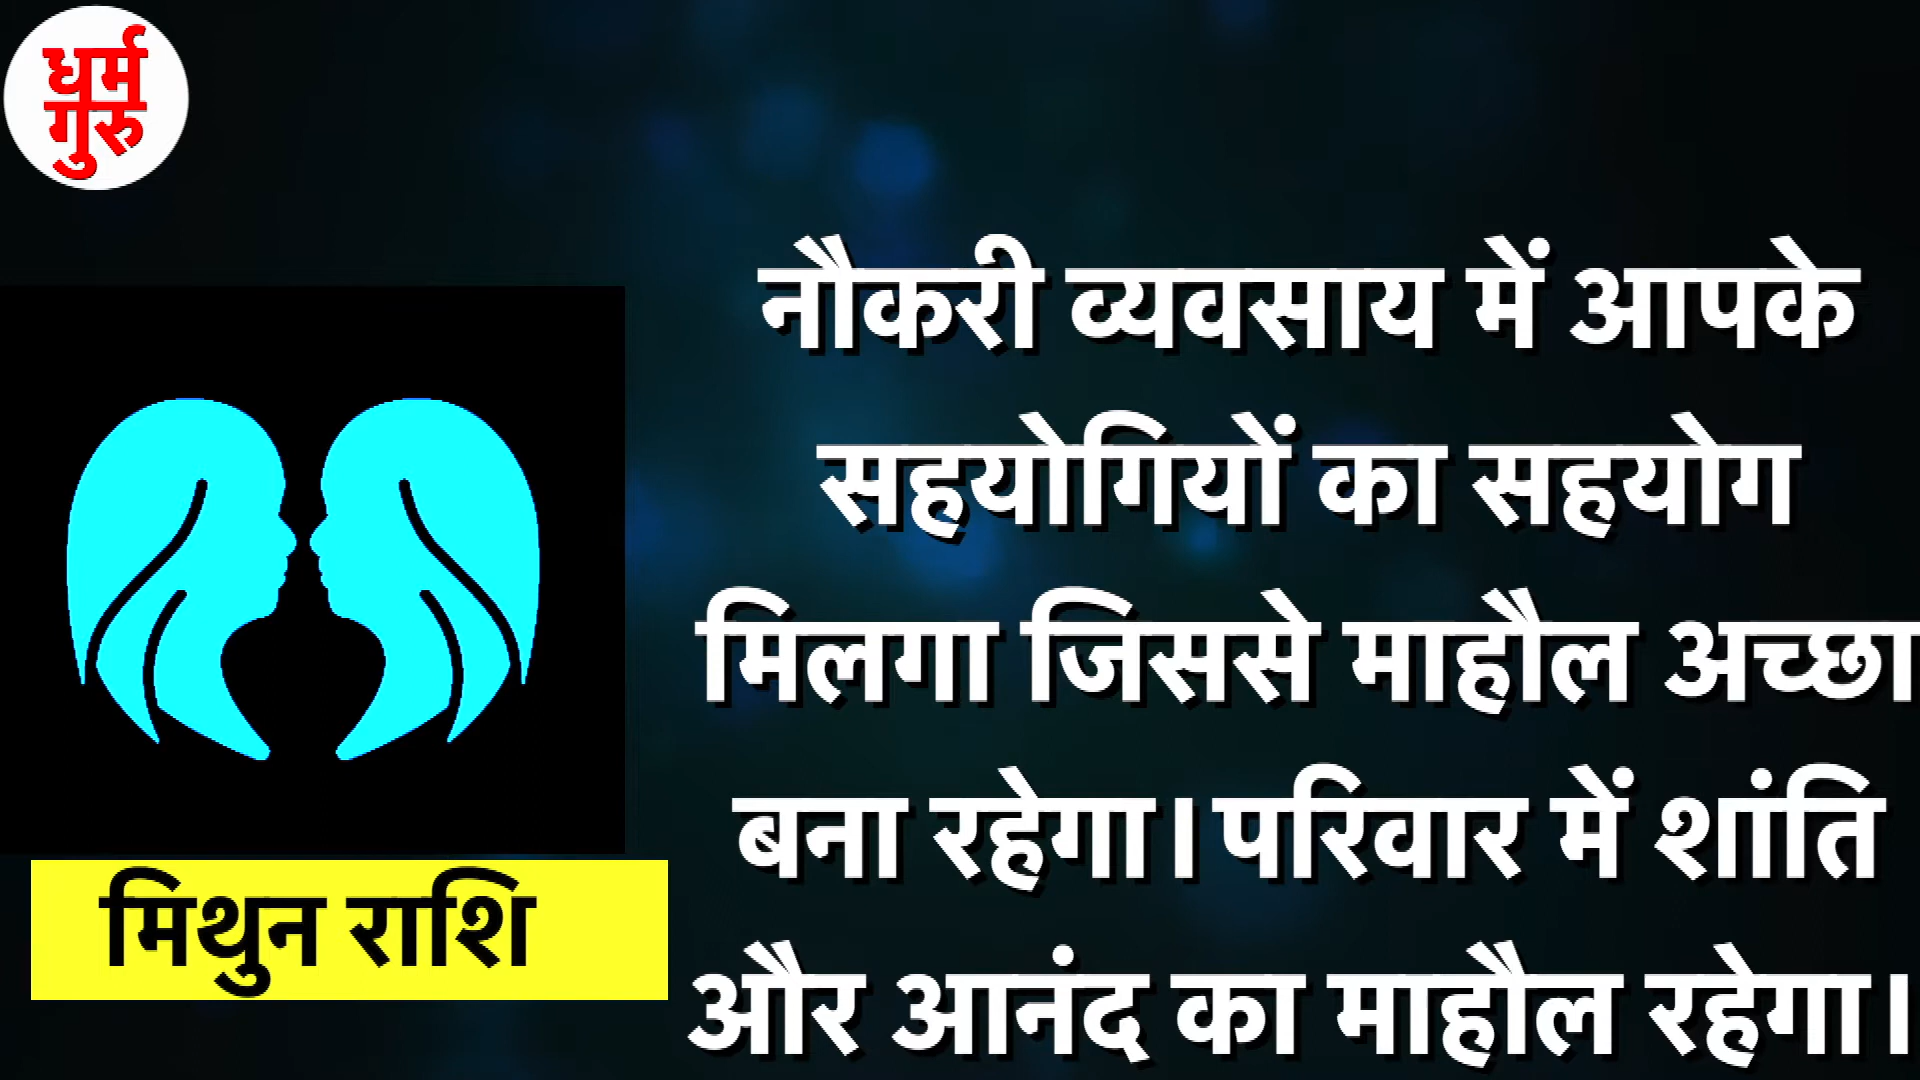 धर्म
गुरु
नौकरी व्यवसाय में आपके
सहयोगियों का सहयोग
मिलगा जिससे माहौल अच्छा
बना रहेगा। परिवार में शांति
और आनंद का माहौल रहेगा।
मिथुन राशि